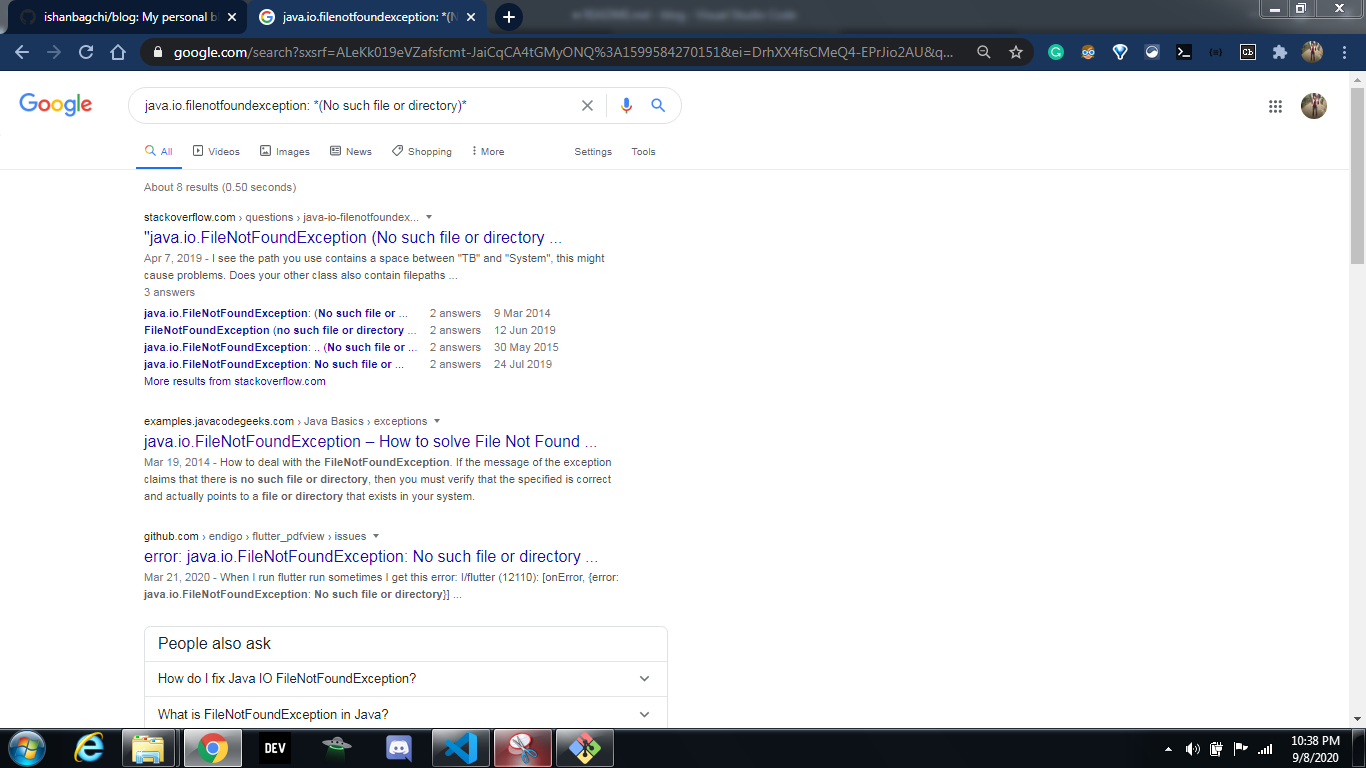 ishanbagchi/blog: My personal b
java.io.filenotfoundexception: *(N
README.md - blog - Visual Studio Code
google.com/search?sxsrf=ALeKk019eVZafsfcmt-JaiCqCA4tGMyONQ%3A1599584270151&ei=DrhXX4fsCMeQ4-EPrJio2AU&q...
Google
java.io.filenotfoundexception: *(No such file or directory)*
All Videos Images News Shopping More Settings Tools
About 8 results (0.50 seconds)
stackoverflow.com › questions › java-io-filenotfoundex...
"java.io.FileNotFoundException (No such file or directory ...
Apr 7, 2019 - I see the path you use contains a space between "TB" and "System", this might
cause problems. Does your other class also contain filepaths ...
3 answers
java.io.FileNotFoundException: (No such file or ... 2 answers 9 Mar 2014
FileNotFoundException (no such file or directory ... 2 answers 12 Jun 2019
java.io.FileNotFoundException: .. (No such file or ... 2 answers 30 May 2015
java.io.FileNotFoundException: No such file or ... 2 answers 24 Jul 2019
More results from stackoverflow.com
examples.javacodegeeks.com › Java Basics › exceptions
java.io.FileNotFoundException – How to solve File Not Found ...
Mar 19, 2014 - How to deal with the FileNotFoundException. If the message of the exception
claims that there is no such file or directory, then you must verify that the specified is correct
and actually points to a file or directory that exists in your system.
github.com › endigo › flutter_pdfview › issues
error: java.io.FileNotFoundException: No such file or directory ...
Mar 21, 2020 - When I run flutter run sometimes I get this error: I/flutter (12110): [onError, {error:
java.io.FileNotFoundException: No such file or directory}] ...
People also ask
How do I fix Java IO FileNotFoundException?
What is FileNotFoundException in Java?
DEV
10:38 PM
9/8/2020